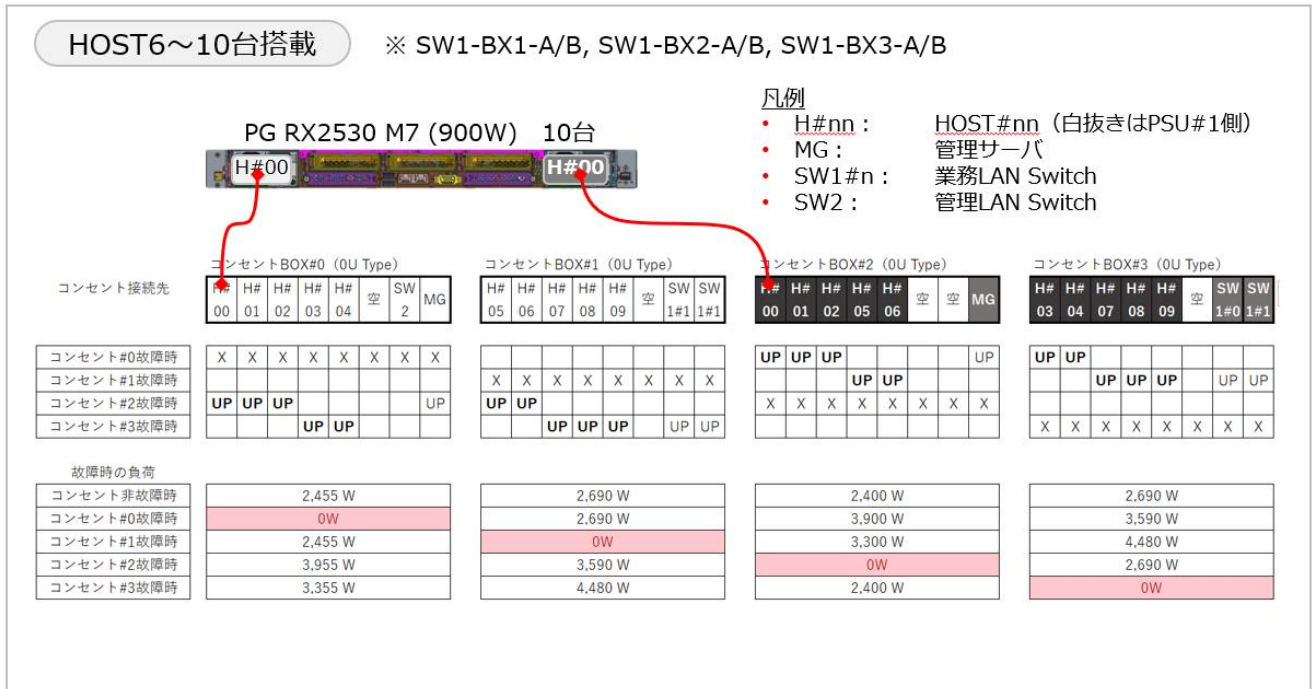 HOST6～10台搭載
※ SW1-BX1-A/B, SW1-BX2-A/B, SW1-BX3-A/B
凡例
• H#nn： HOST#nn（白抜きはPSU#1側）
• MG： 管理サーバ
• SW1#n： 業務LAN Switch
• SW2： 管理LAN Switch
PG RX2530 M7 (900W) 10台
H#00 H#00
コンセントBOX#0（0U Type） コンセントBOX#1（0U Type） コンセントBOX#2（0U Type） コンセントBOX#3（0U Type）
コンセント接続先
H#00 H#01 H#02 H#03 H#04 空 SW2 MG
H#05 H#06 H#07 H#08 H#09 空 SW1#1 SW1#1
H#00 H#01 H#02 H#05 H#06 空 空 MG
H#03 H#04 H#07 H#08 H#09 空 SW1#0 SW1#1
コンセント#0故障時 X X X X X X X X UP UP UP UP UP UP
コンセント#1故障時 X X X X X X X X UP UP UP UP UP UP UP
コンセント#2故障時 UP UP UP UP UP UP X X X X X X X X
コンセント#3故障時 UP UP UP UP UP UP UP X X X X X X X X
故障時の負荷
コンセント非故障時 2,455 W 2,690 W 2,400 W 2,690 W
コンセント#0故障時 0W 2,690 W 3,900 W 3,590 W
コンセント#1故障時 2,455 W 0W 3,300 W 4,480 W
コンセント#2故障時 3,955 W 3,590 W 0W 2,690 W
コンセント#3故障時 3,355 W 4,480 W 2,400 W 0W